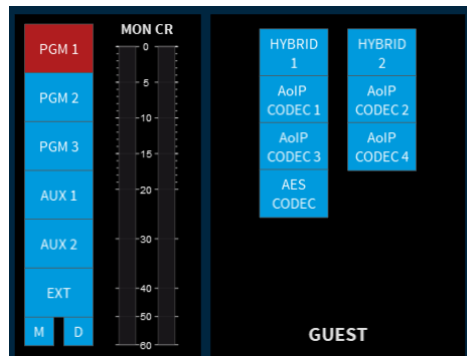 MON CR
PGM 1
PGM 2
PGM 3
AUX 1
AUX 2
EXT
M D
0
5
10
15
20
30
40
50
60
HYBRID
1
HYBRID
2
AoIP
CODEC 1
AoIP
CODEC 2
AoIP
CODEC 3
AoIP
CODEC 4
AES
CODEC
GUEST